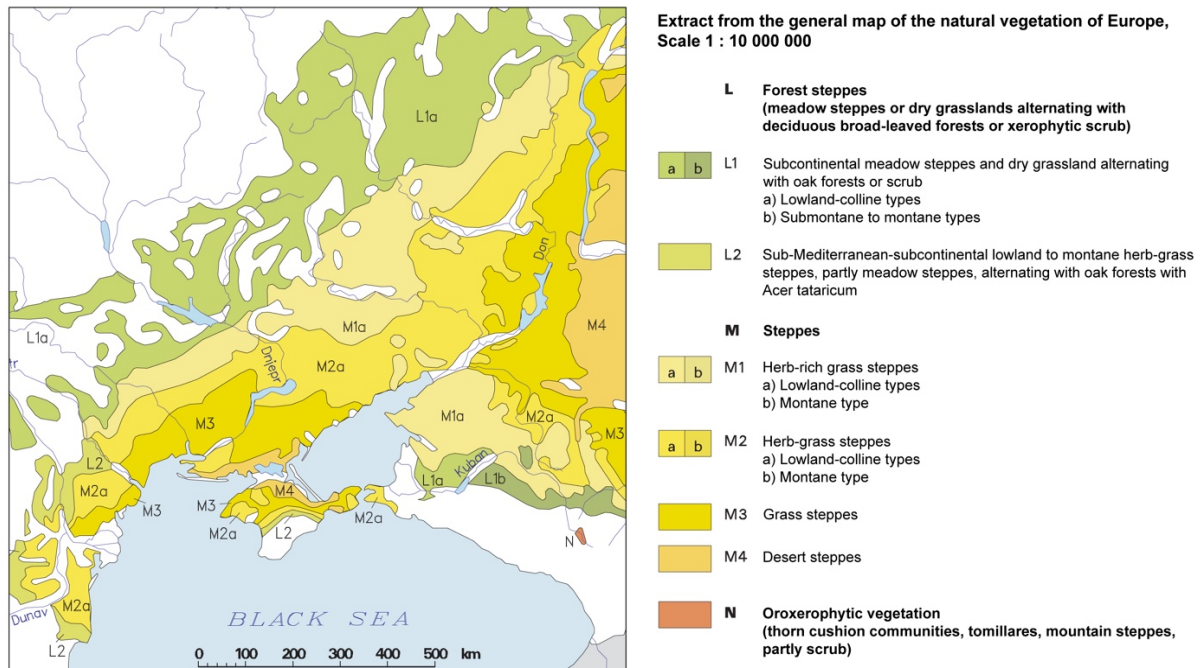 L1a
L1a
Don
M4
M1a
Dnjepr
M2a
tr
M3
M1a
M2a
M3
L2
M2a
M3
M3
M4
M2a
L2
M2a
Kuban
L1a
L1b
N
M2a
Dunav
L2
BLACK SEA
0 100 200 300 400 500 km
Extract from the general map of the natural vegetation of Europe,
Scale 1 : 10 000 000
L Forest steppes
(meadow steppes or dry grasslands alternating with
deciduous broad-leaved forests or xerophytic scrub)
a b L1 Subcontinental meadow steppes and dry grassland alternating
with oak forests or scrub
a) Lowland-colline types
b) Submontane to montane types
L2 Sub-Mediterranean-subcontinental lowland to montane herb-grass
steppes, partly meadow steppes, alternating with oak forests with
Acer tataricum
M Steppes
a b M1 Herb-rich grass steppes
a) Lowland-colline types
b) Montane type
a b M2 Herb-grass steppes
a) Lowland-colline types
b) Montane type
M3 Grass steppes
M4 Desert steppes
N Oroxerophytic vegetation
(thorn cushion communities, tomillares, mountain steppes,
partly scrub)